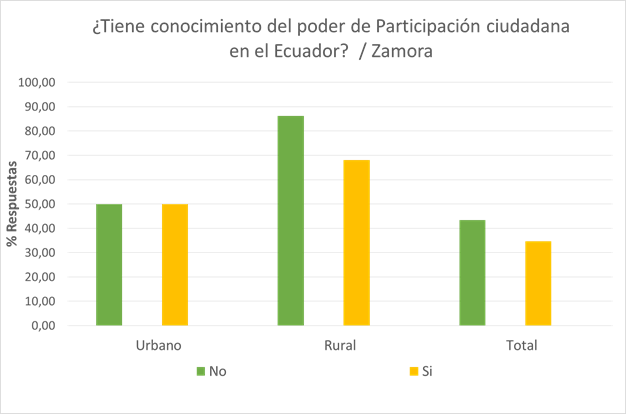 ¿Tiene conocimiento del poder de Participación ciudadana
en el Ecuador? / Zamora
% Respuestas
100,00
90,00
80,00
70,00
60,00
50,00
40,00
30,00
20,00
10,00
0,00
Urbano Rural Total
No Si